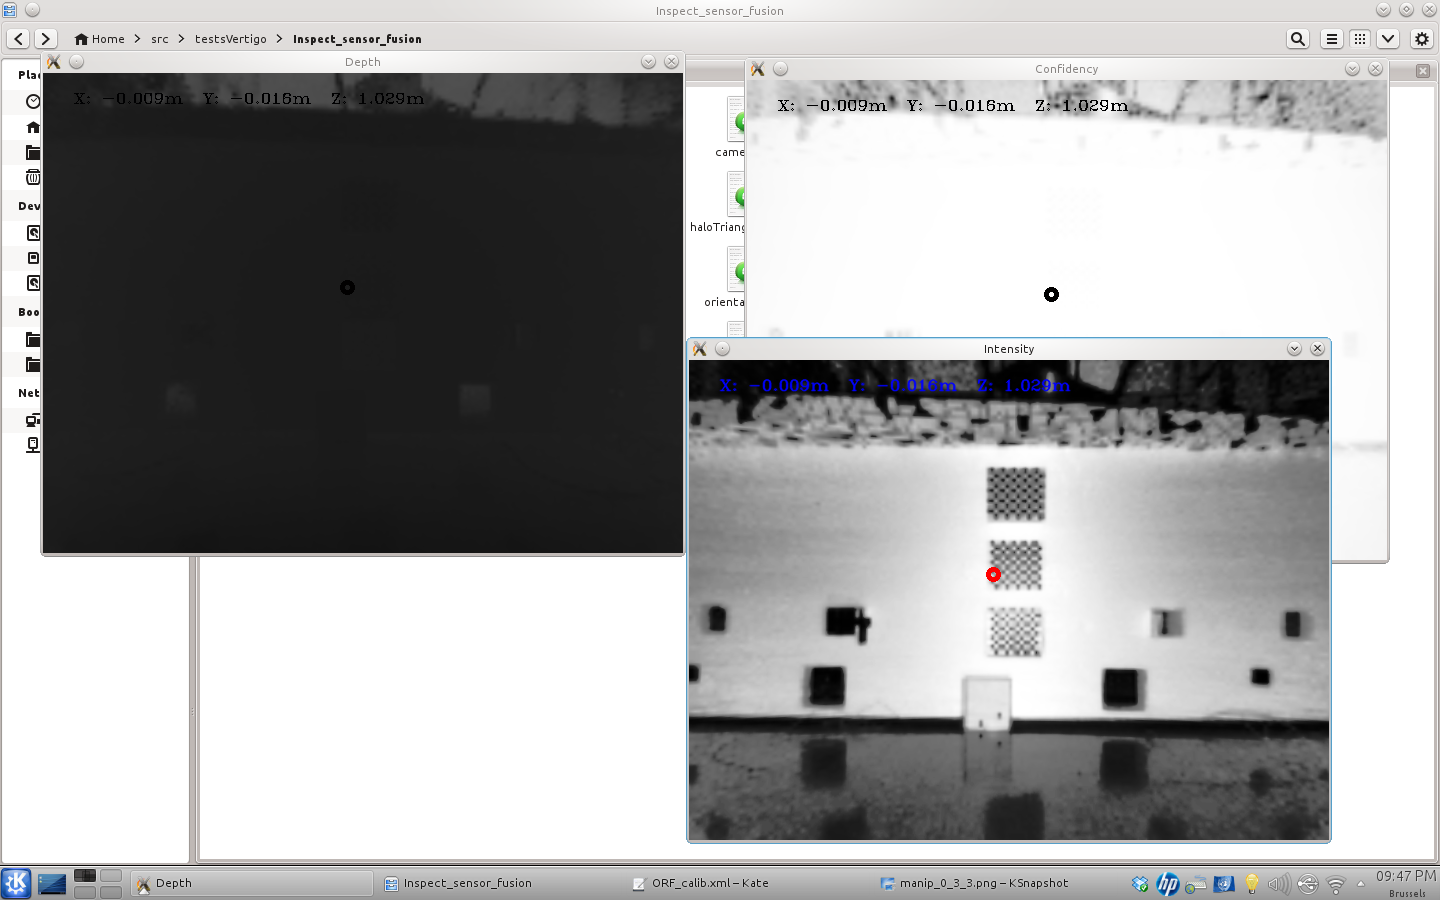 Inspect_sensor_fusion
Home > src > testsVertigo > Inspect_sensor_fusion
Plac
Dev
Boo
Net
Depth
X: -0.009m Y: -0.016m Z: 1.029m
came
haloTriang
orienta
Confidency
X: -0.009m Y: -0.016m Z: 1.029m
Intensity
X: -0.009m Y: -0.016m Z: 1.029m
Depth
Inspect_sensor_fusion
ORF_calib.xml – Kate
manip_0_3_3.png – KSnapshot
hp
09:47 PM
Brussels